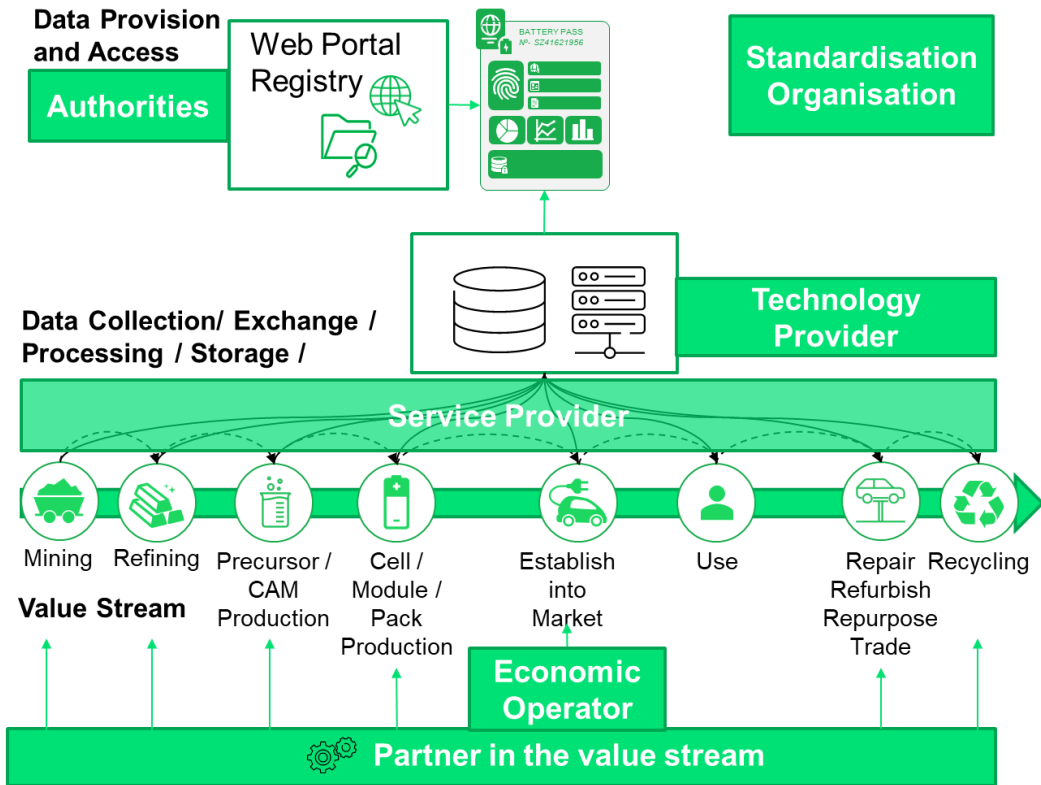 Data Provision
and Access
Authorities
Web Portal
Registry
BATTERY PASS
Nº- SZ41621956
Standardisation
Organisation
Technology
Provider
Data Collection/ Exchange /
Processing / Storage /
Service Provider
Mining
Refining
Precursor /
CAM
Production
Cell /
Module /
Pack
Production
Establish
into
Market
Use
Repair
Refurbish
Repurpose
Trade
Recycling
Value Stream
Economic
Operator
Partner in the value stream